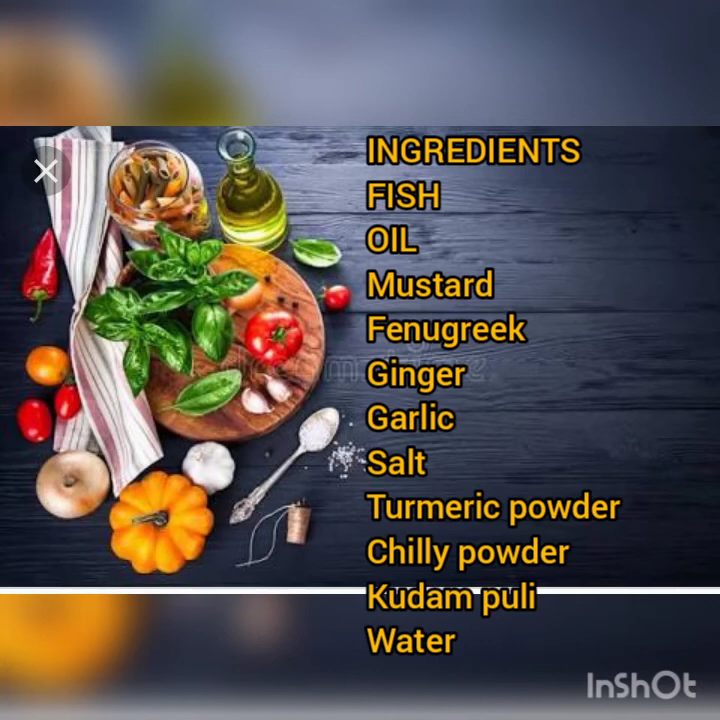 INGREDIENTS
FISH
OIL
Mustard
Fenugreek
Ginger
Garlic
Salt
Turmeric powder
Chilly powder
Kudam puli
Water
InShOt